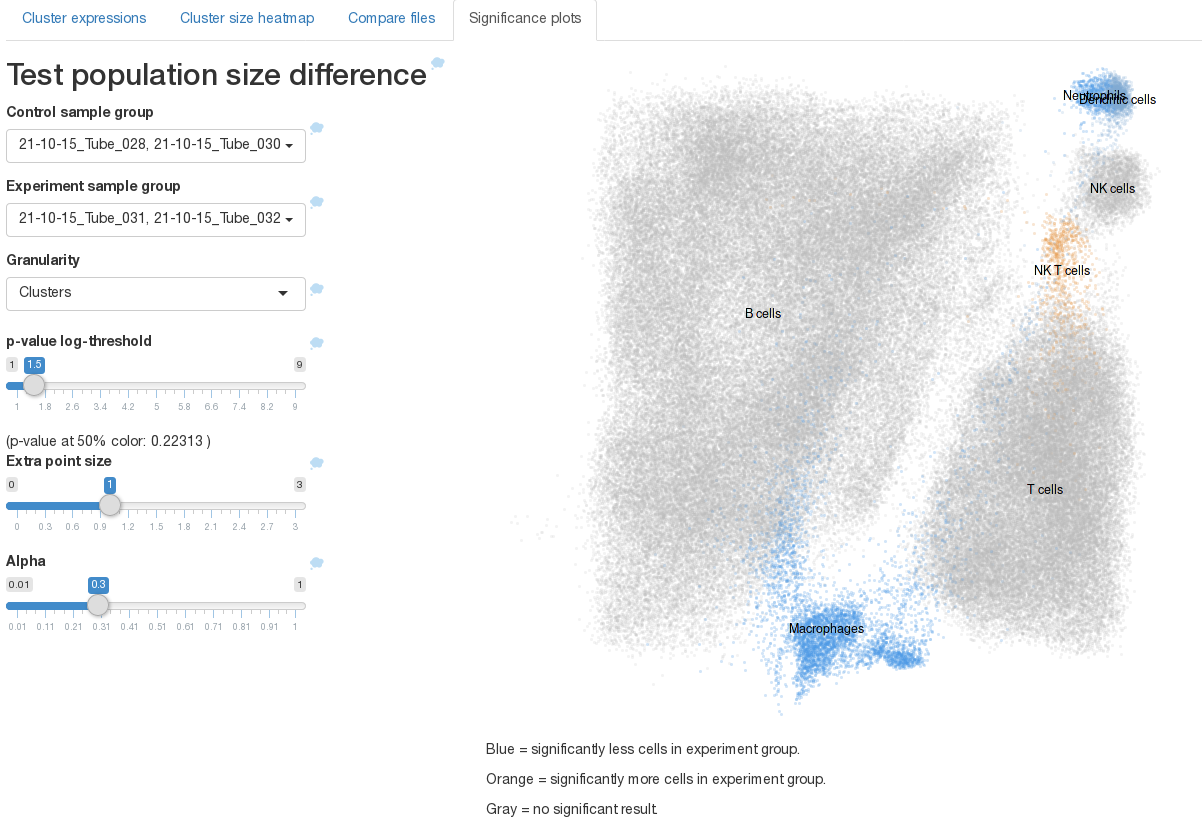 Cluster expressions Cluster size heatmap Compare files Significance plots
Test population size difference
Control sample group
21-10-15_Tube_028, 21-10-15_Tube_030
Experiment sample group
21-10-15_Tube_031, 21-10-15_Tube_032
Granularity
Clusters
p-value log-threshold
1 1.5 9
1 1.8 2.6 3.4 4.2 5 5.8 6.6 7.4 8.2 9
(p-value at 50% color: 0.22313 )
Extra point size
0 1 3
0 0.3 0.6 0.9 1.2 1.5 1.8 2.1 2.4 2.7 3
Alpha
0.01 0.3 1
0.01 0.11 0.21 0.31 0.41 0.51 0.61 0.71 0.81 0.91 1
Neutrophils
Dendritic cells
NK cells
NK T cells
B cells
T cells
Macrophages
Blue = significantly less cells in experiment group.
Orange = significantly more cells in experiment group.
Gray = no significant result.